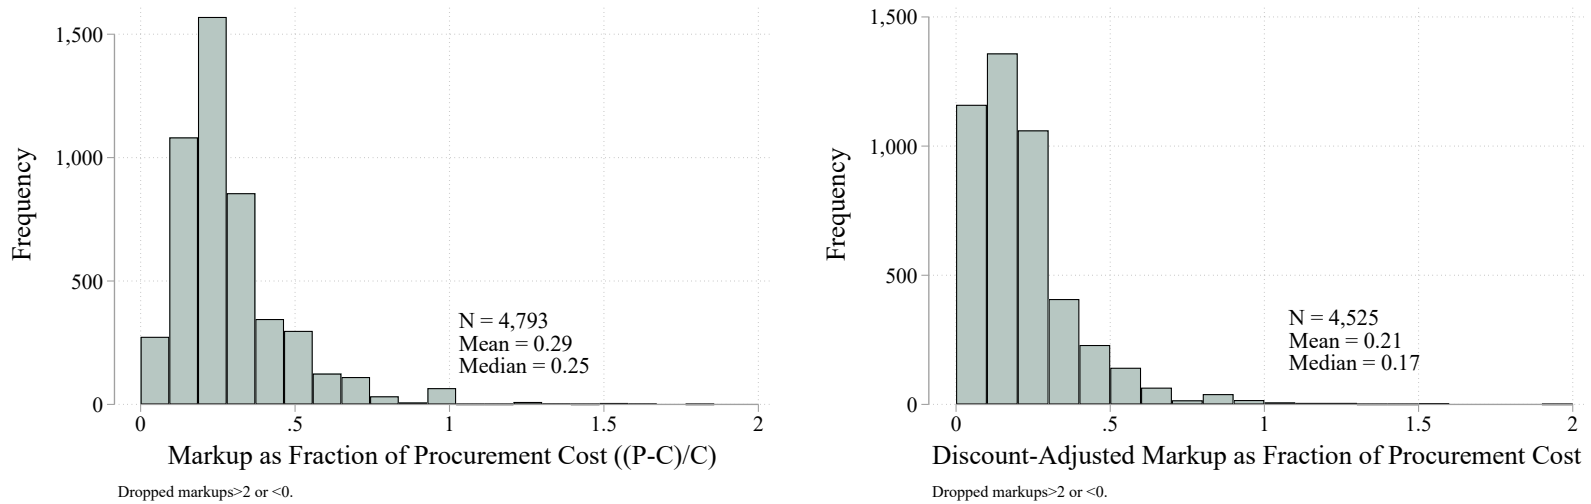 1,500
1,000
500
0
Frequency
N = 4,793
Mean = 0.29
Median = 0.25
0 .5 1 1.5 2
Markup as Fraction of Procurement Cost ((P-C)/C)
Dropped markups>2 or <0.
1,500
1,000
500
0
Frequency
N = 4,525
Mean = 0.21
Median = 0.17
0 .5 1 1.5 2
Discount-Adjusted Markup as Fraction of Procurement Cost
Dropped markups>2 or <0.